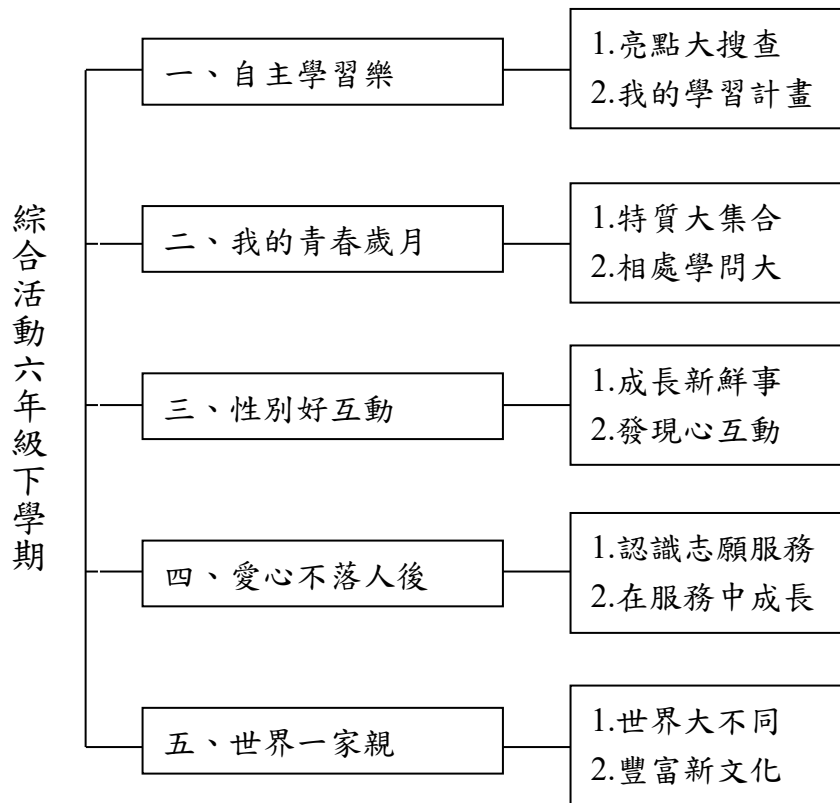 綜合活動六年級下學期
一、自主學習樂
1.亮點大搜查
2.我的學習計畫
二、我的青春歲月
1.特質大集合
2.相處學問大
三、性別好互動
1.成長新鮮事
2.發現心互動
四、愛心不落人後
1.認識志願服務
2.在服務中成長
五、世界一家親
1.世界大不同
2.豐富新文化